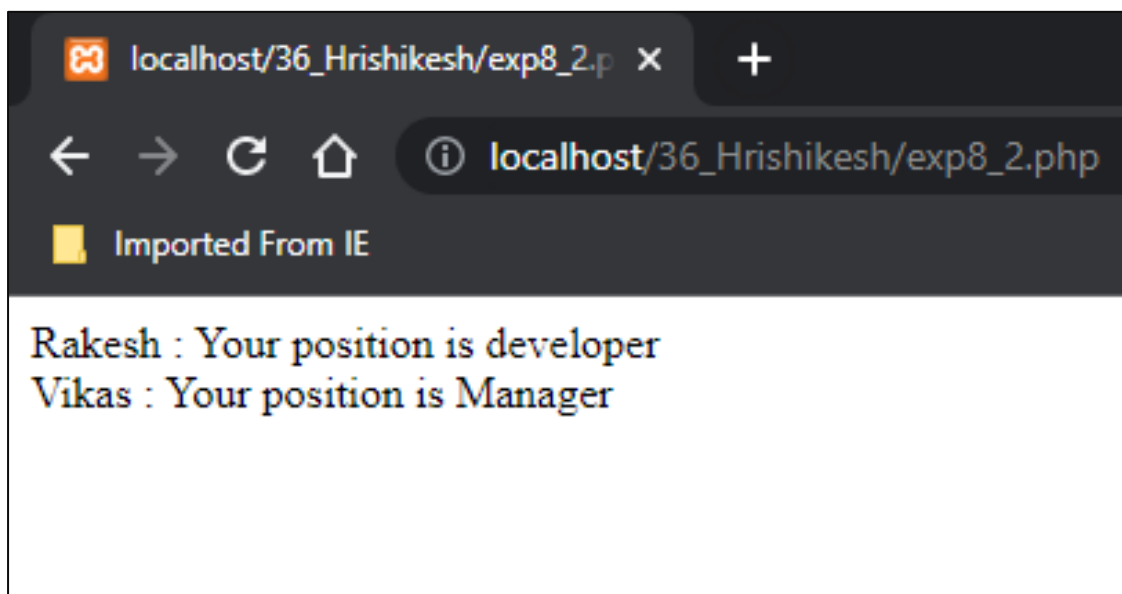 localhost/36_Hrishikesh/exp8_2.p
localhost/36_Hrishikesh/exp8_2.php
Imported From IE
Rakesh : Your position is developer
Vikas : Your position is Manager